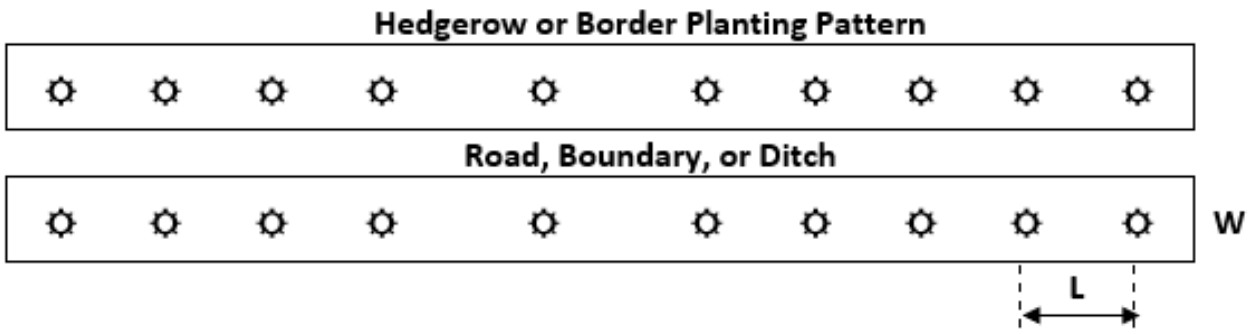 Hedgerow or Border Planting Pattern
Road, Boundary, or Ditch
W
L